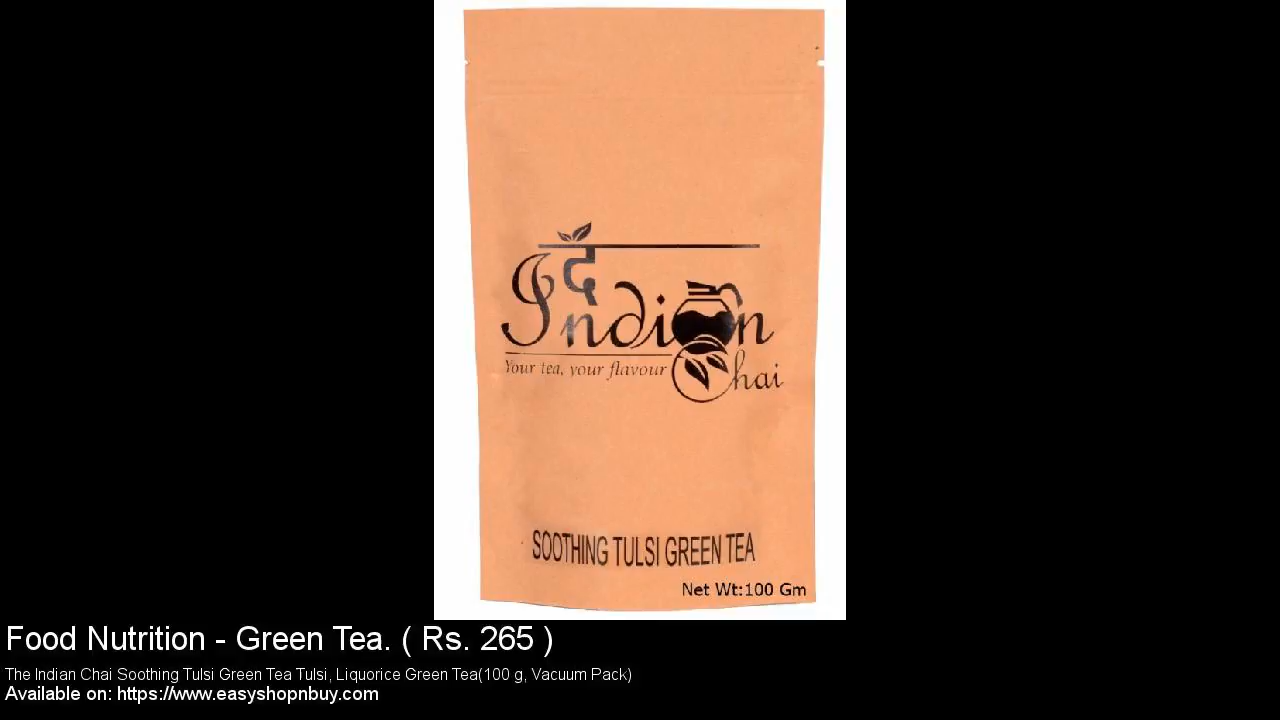 द
Indian
Your tea, your flavour
Chai
SOOTHING TULSI GREEN TEA
Net Wt:100 Gm
Food Nutrition - Green Tea. ( Rs. 265 )
The Indian Chai Soothing Tulsi Green Tea Tulsi, Liquorice Green Tea(100 g, Vacuum Pack)
Available on: https://www.easyshopnbuy.com